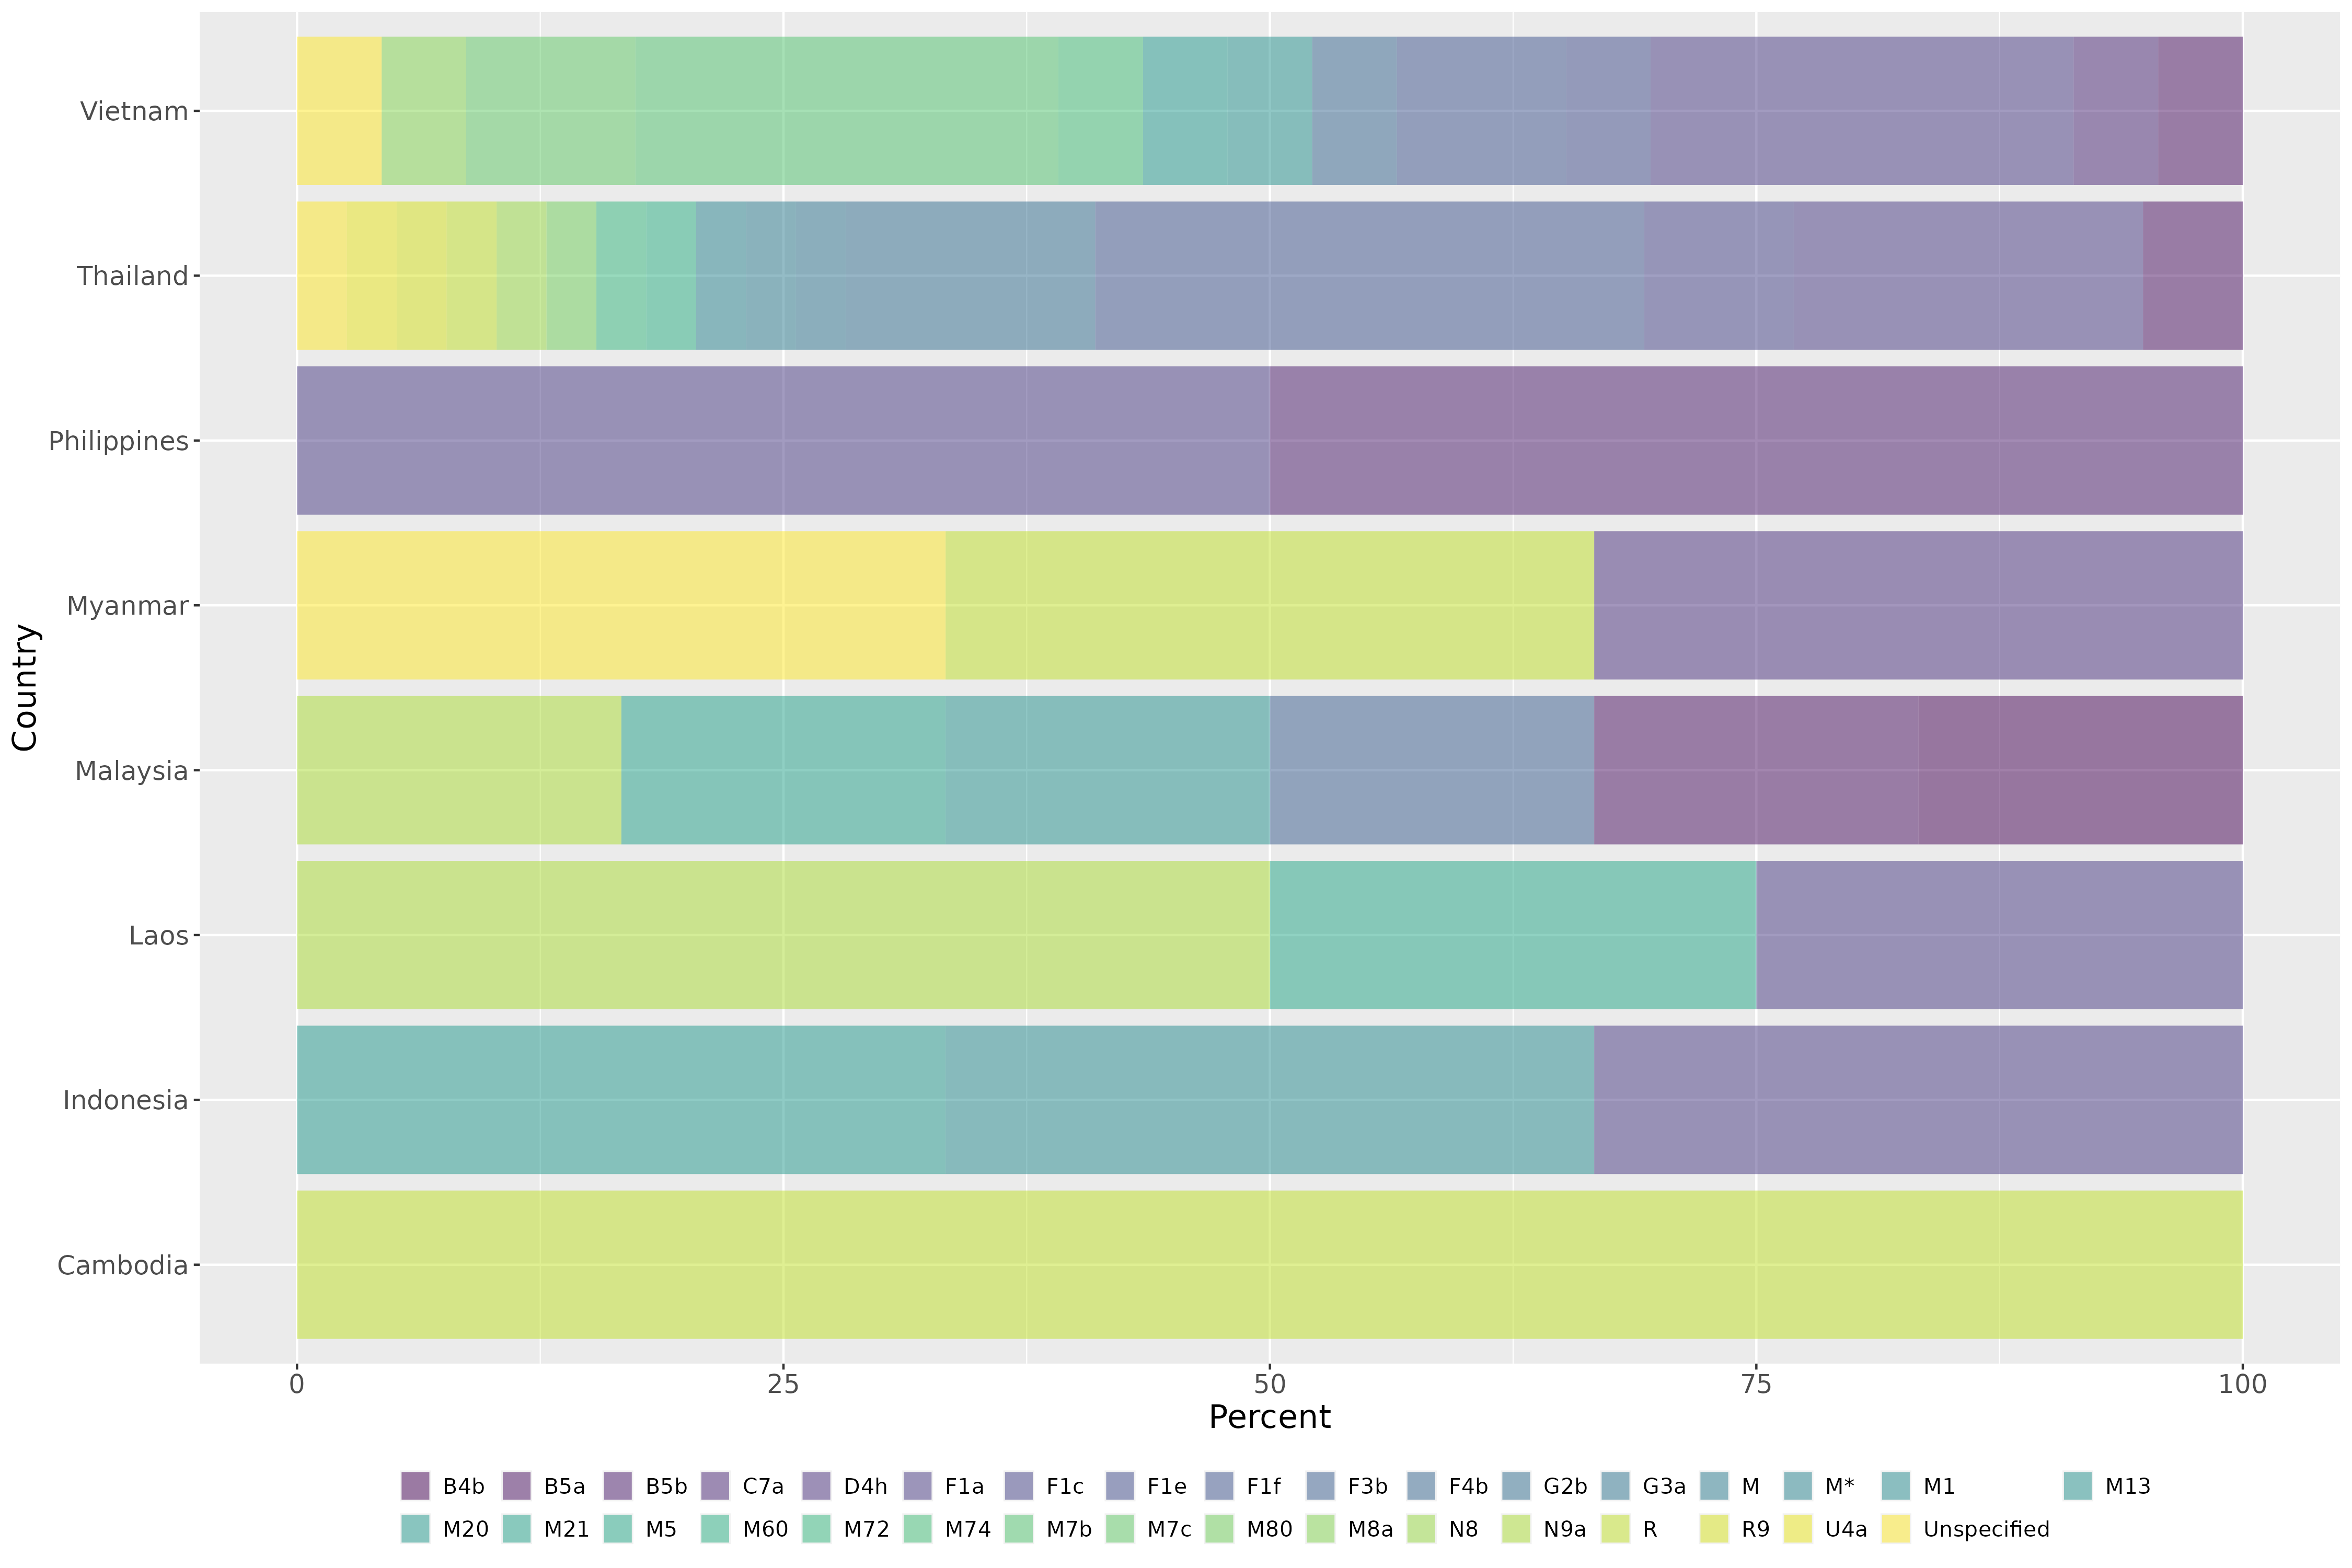 Vietnam
Thailand
Philippines
Myanmar
Malaysia
Laos
Indonesia
Cambodia
Country
0 25 50 75 100
Percent
B4b B5a B5b C7a D4h F1a F1c F1e F1f F3b F4b G2b G3a M M* M1 M13
M20 M21 M5 M60 M72 M74 M7b M7c M80 M8a N8 N9a R R9 U4a Unspecified